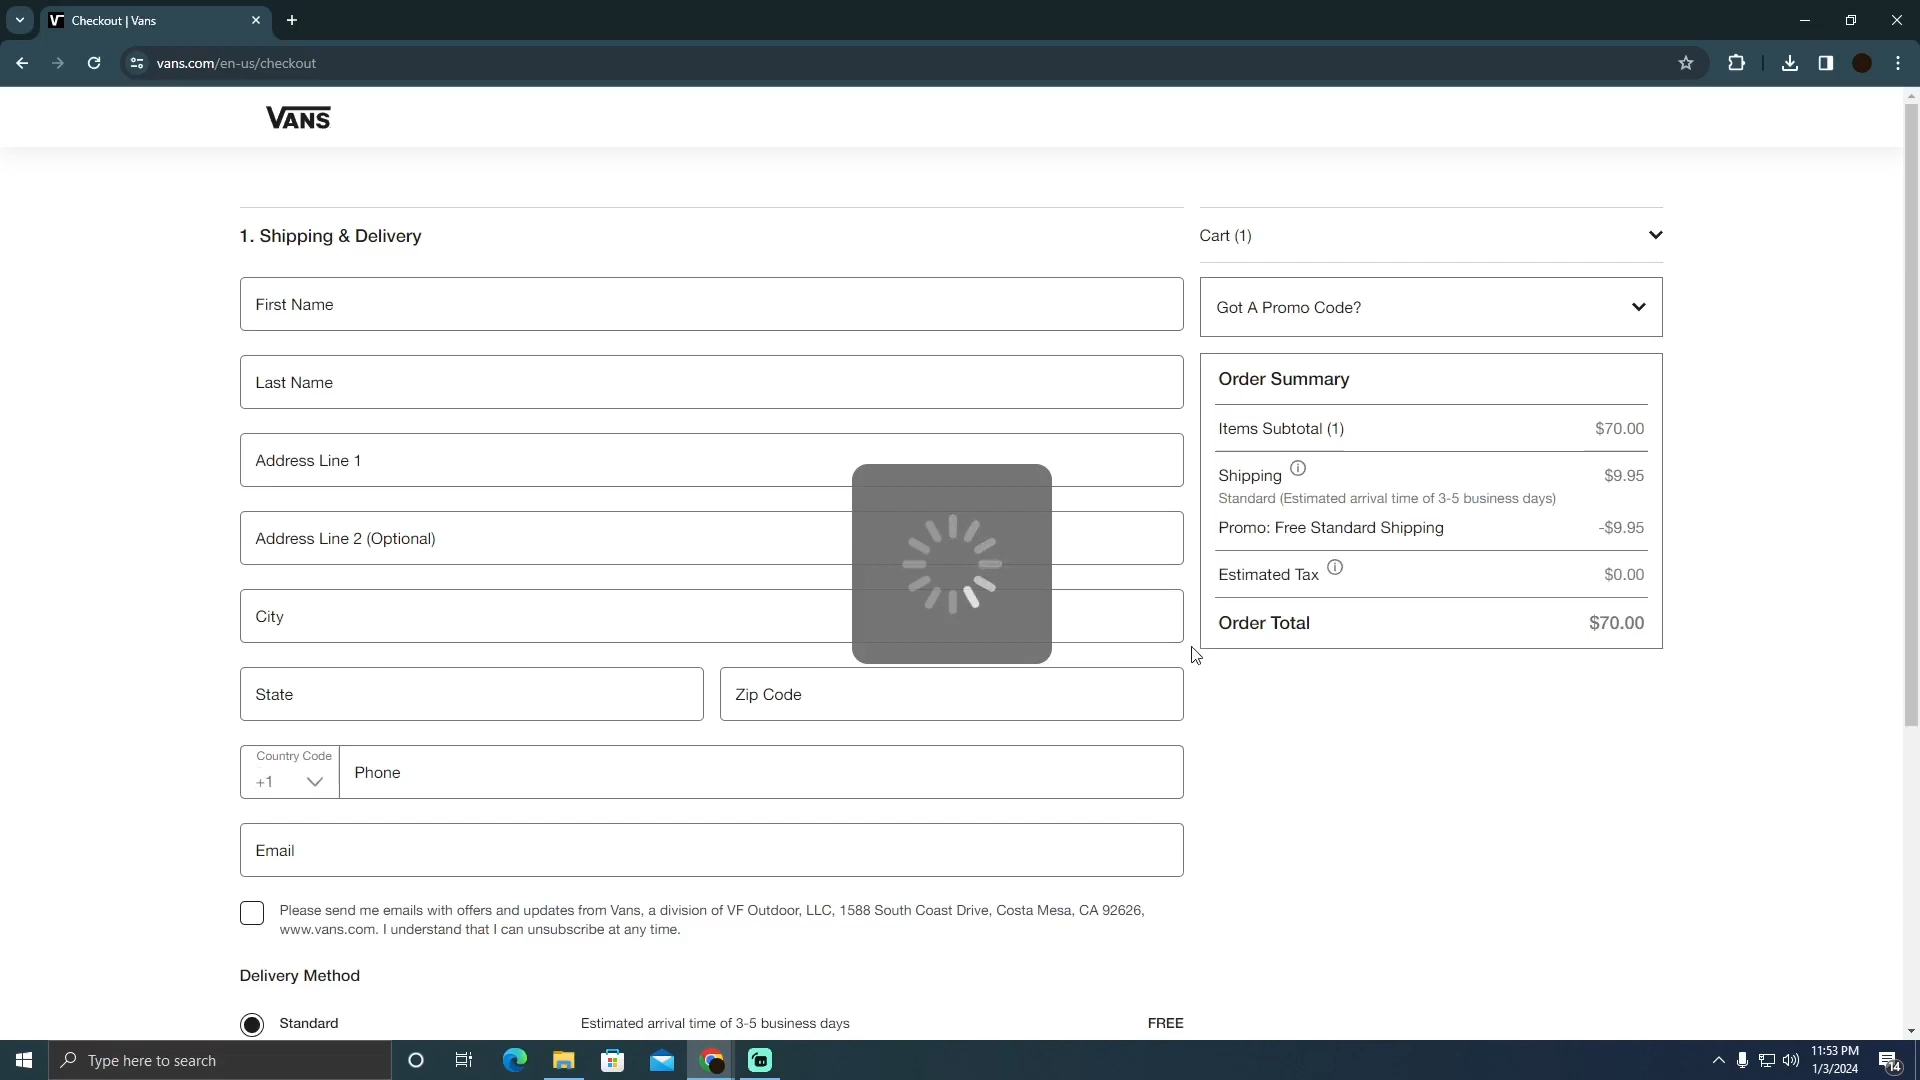 Checkout | Vans
vans.com/en-us/checkout
VANS
1. Shipping & Delivery
First Name
Last Name
Address Line 1
Address Line 2 (Optional)
City
State
Zip Code
Country Code
+1
Phone
Email
Please send me emails with offers and updates from Vans, a division of VF Outdoor, LLC, 1588 South Coast Drive, Costa Mesa, CA 92626,
www.vans.com. I understand that I can unsubscribe at any time.
Delivery Method
Standard
Estimated arrival time of 3-5 business days
FREE
Cart (1)
Got A Promo Code?
Order Summary
Items Subtotal (1)
$70.00
Shipping
$9.95
Standard (Estimated arrival time of 3-5 business days)
Promo: Free Standard Shipping
-$9.95
Estimated Tax
$0.00
Order Total
$70.00
Type here to search
11:53 PM
1/3/2024
14